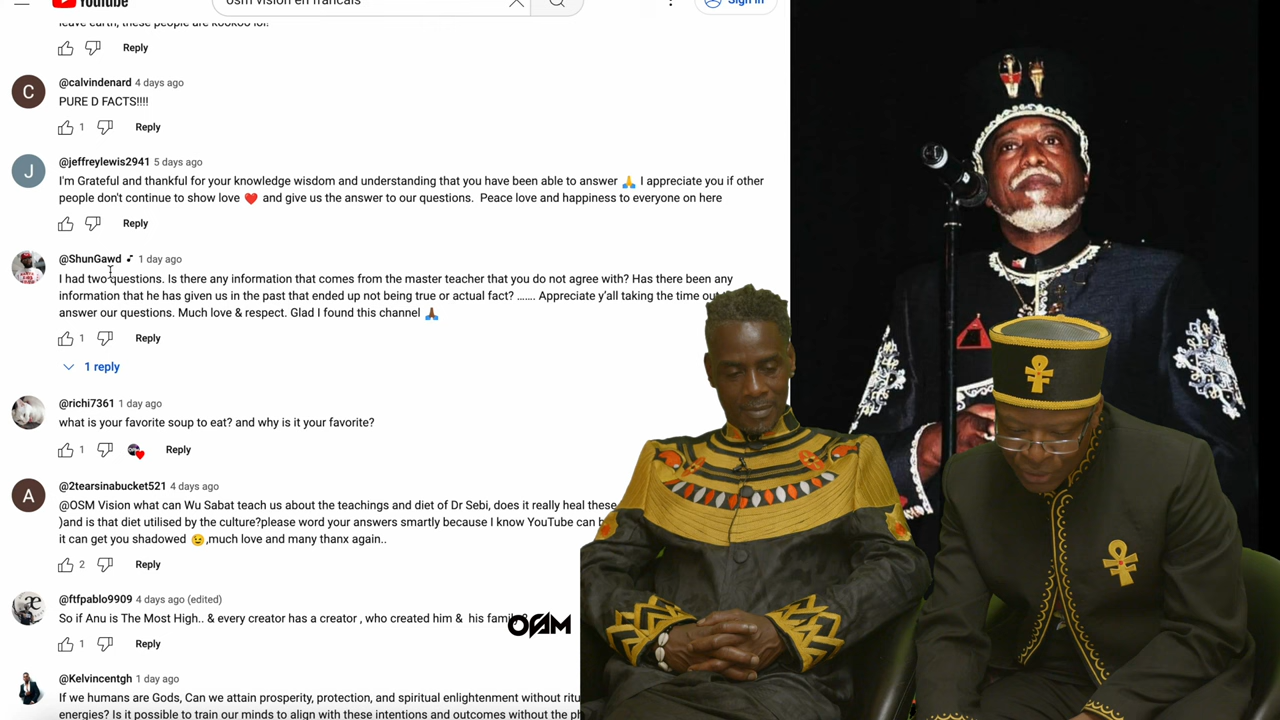 YouTube
osm vision en francais
Sign in
leave earth, these people are kookoo lol!
Reply
@calvindenard 4 days ago
PURE D FACTS!!!!
1 Reply
@jeffreylewis2941 5 days ago
I'm Grateful and thankful for your knowledge wisdom and understanding that you have been able to answer 🙏 I appreciate you if other
people don't continue to show love ❤️ and give us the answer to our questions. Peace love and happiness to everyone on here
Reply
@ShunGawd 1 day ago
I had two questions. Is there any information that comes from the master teacher that you do not agree with? Has there been any
information that he has given us in the past that ended up not being true or actual fact? ……. Appreciate y'all taking the time ou
answer our questions. Much love & respect. Glad I found this channel 🙏🏾
1 Reply
1 reply
@richi7361 1 day ago
what is your favorite soup to eat? and why is it your favorite?
1 Reply
A @2tearsinabucket521 4 days ago
@OSM Vision what can Wu Sabat teach us about the teachings and diet of Dr Sebi, does it really heal these
)and is that diet utilised by the culture?please word your answers smartly because I know YouTube can b
it can get you shadowed 😉,much love and many thanx again..
2 Reply
@ftfpablo9909 4 days ago (edited)
So if Anu is The Most High.. & every creator has a creator , who created him & his family?
1 Reply
@Kelvincentgh 1 day ago
If we humans are Gods, Can we attain prosperity, protection, and spiritual enlightenment without ritu
energies? Is it possible to train our minds to align with these intentions and outcomes without the ph
C
J
OSM